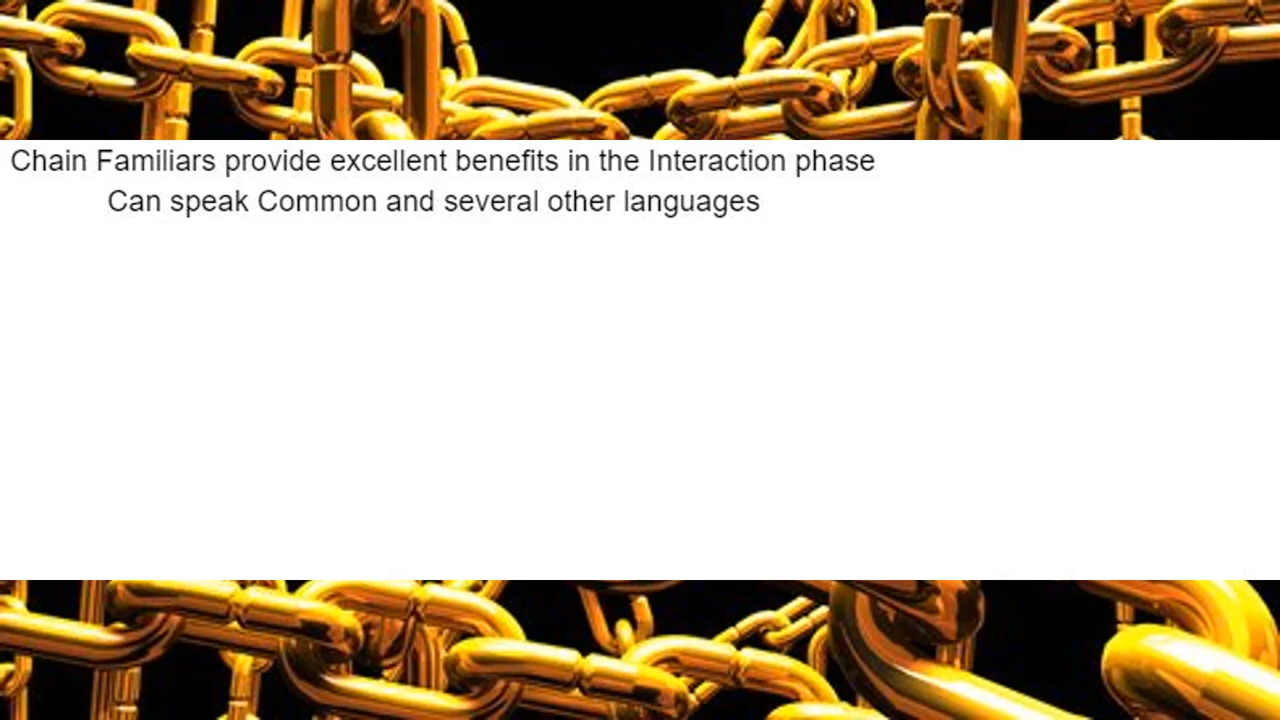 Chain Familiars provide excellent benefits in the Interaction phase
Can speak Common and several other languages